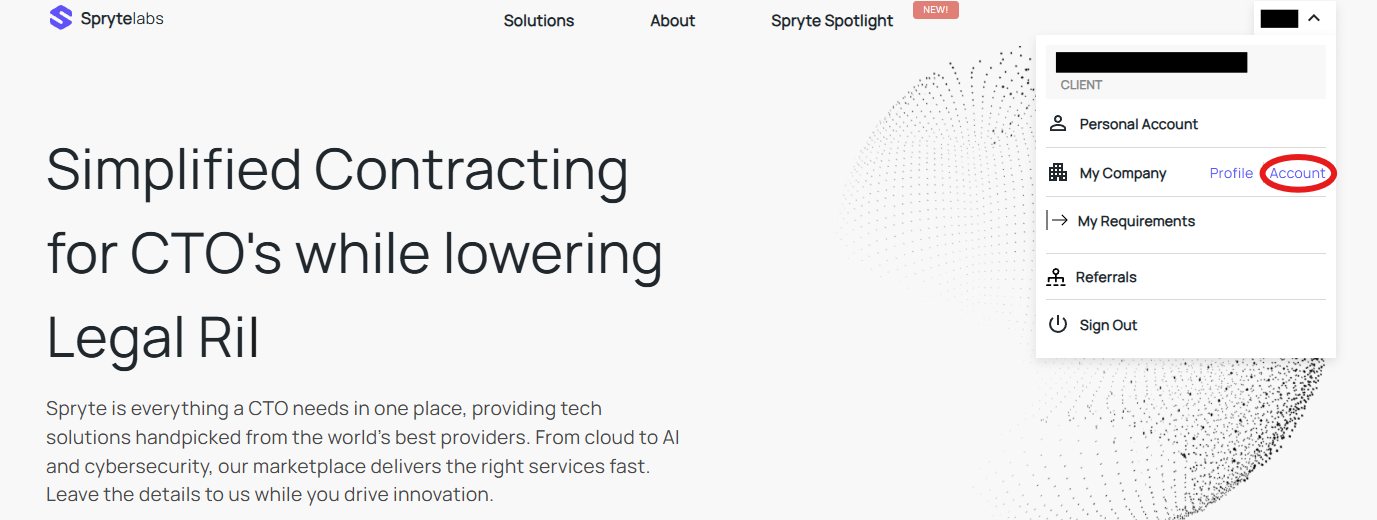 Sprytelabs
Solutions
About
Spryte Spotlight
NEW!
CLIENT
Personal Account
My Company
Profile
Account
My Requirements
Referrals
Sign Out
Simplified Contracting
for CTO's while lowering
Legal Ril
Spryte is everything a CTO needs in one place, providing tech
solutions handpicked from the world's best providers. From cloud to AI
and cybersecurity, our marketplace delivers the right services fast.
Leave the details to us while you drive innovation.